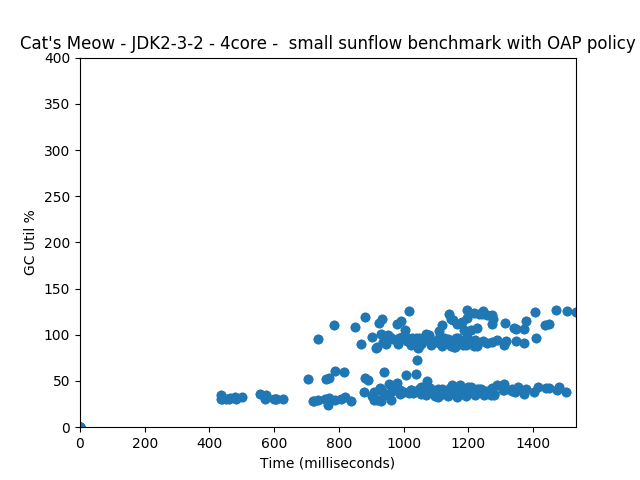 Cat's Meow - JDK2-3-2 - 4core -  small sunflow benchmark with OAP policy
400
350
300
250
200
150
100
50
0
GC Util %
0 200 400 600 800 1000 1200 1400
Time (milliseconds)